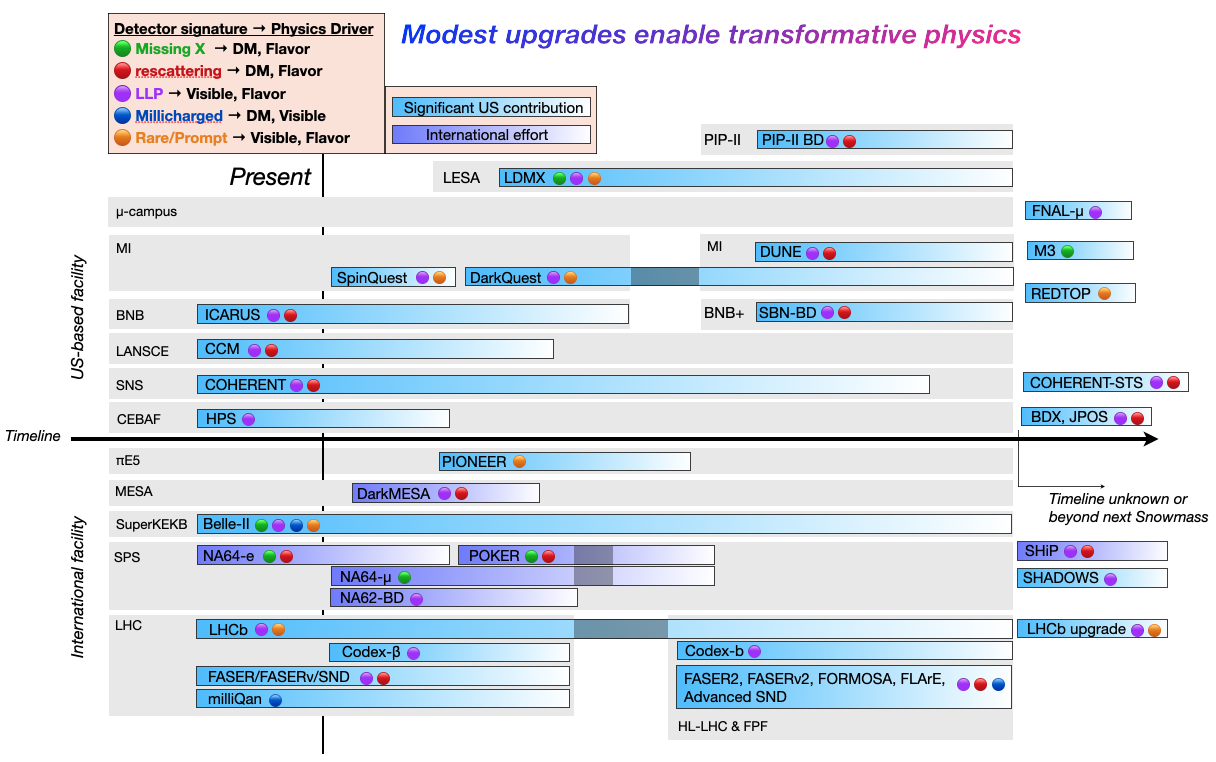 Modest upgrades enable transformative physics
Detector signature → Physics Driver
Missing X → DM, Flavor
rescattering → DM, Flavor
LLP → Visible, Flavor
Millicharged → DM, Visible
Rare/Prompt → Visible, Flavor
Significant US contribution
International effort
Present
US-based facility
PIP-II PIP-II BD
LESA LDMX
μ-campus FNAL-μ
MI MI DUNE M3
SpinQuest DarkQuest
REDTOP
BNB ICARUS BNB+ SBN-BD
LANSCE CCM
SNS COHERENT COHERENT-STS
CEBAF HPS BDX, JPOS
Timeline
Timeline unknown or
beyond next Snowmass
International facility
πE5 PIONEER
MESA DarkMESA
SuperKEKB Belle-II
SPS NA64-e POKER SHiP
NA64-μ SHADOWS
NA62-BD
LHC LHCb LHCb upgrade
Codex-β Codex-b
FASER/FASERv/SND
milliQan
FASER2, FASERv2, FORMOSA, FLArE,
Advanced SND
HL-LHC & FPF